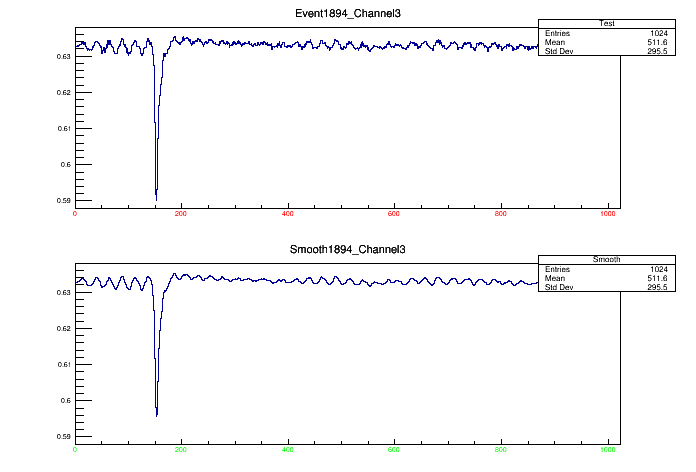 Event1894_Channel3
Test
Entries 1024
Mean 511.6
Std Dev 295.5
0.63
0.62
0.61
0.6
0.59
0 200 400 600 800 1000
Smooth1894_Channel3
Smooth
Entries 1024
Mean 511.6
Std Dev 295.5
0.63
0.62
0.61
0.6
0.59
0 200 400 600 800 1000